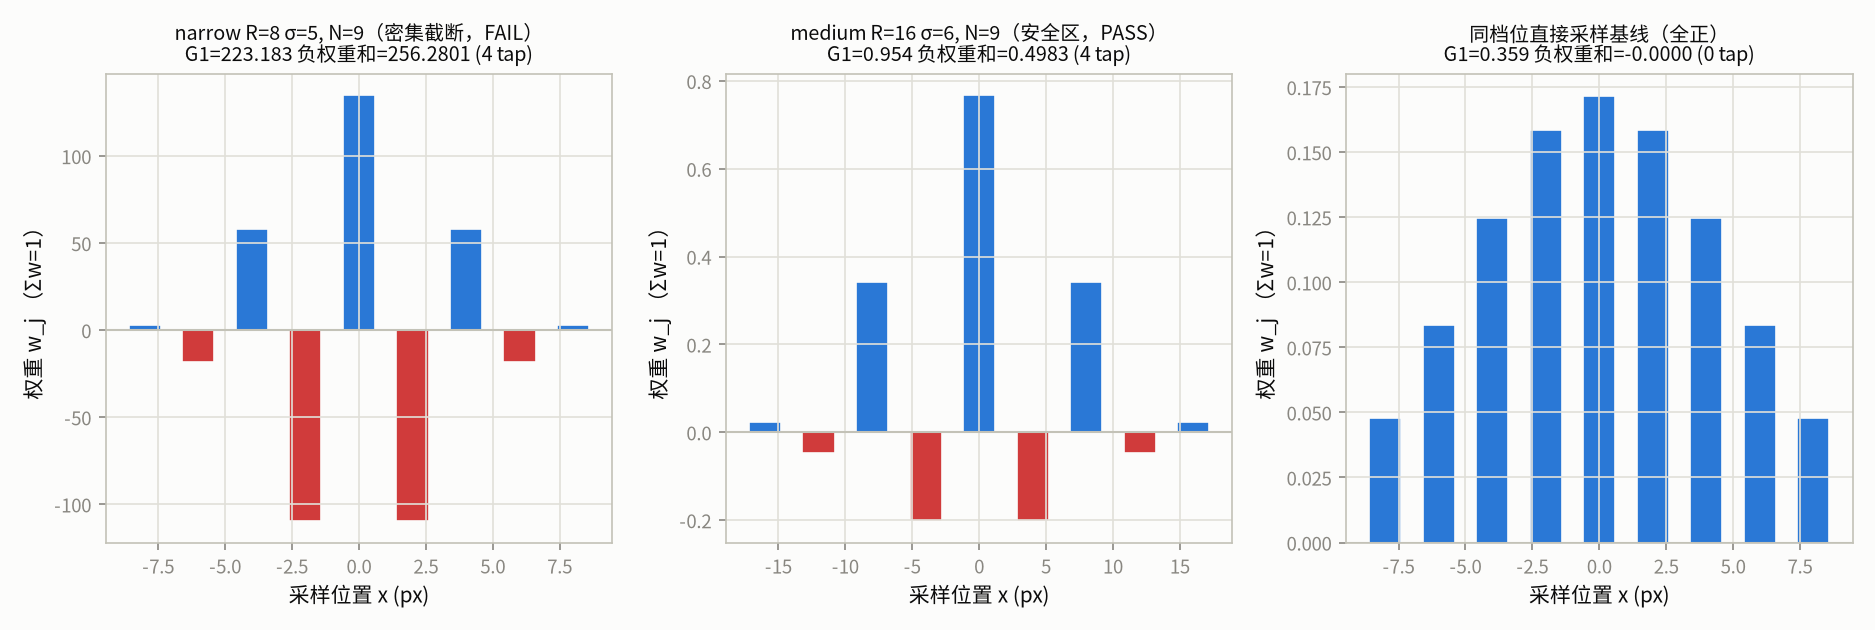 narrow R=8 σ=5, N=9（密集截断，FAIL）
G1=223.183 负权重和=256.2801 (4 tap)
权重 w_j （Σw=1）
100
50
0
-50
-100
-7.5 -5.0 -2.5 0.0 2.5 5.0 7.5
采样位置 x (px)
medium R=16 σ=6, N=9（安全区，PASS）
G1=0.954 负权重和=0.4983 (4 tap)
权重 w_j （Σw=1）
0.8
0.6
0.4
0.2
0.0
-0.2
-15 -10 -5 0 5 10 15
采样位置 x (px)
同档位直接采样基线（全正）
G1=0.359 负权重和=-0.0000 (0 tap)
权重 w_j （Σw=1）
0.175
0.150
0.125
0.100
0.075
0.050
0.025
0.000
-7.5 -5.0 -2.5 0.0 2.5 5.0 7.5
采样位置 x (px)